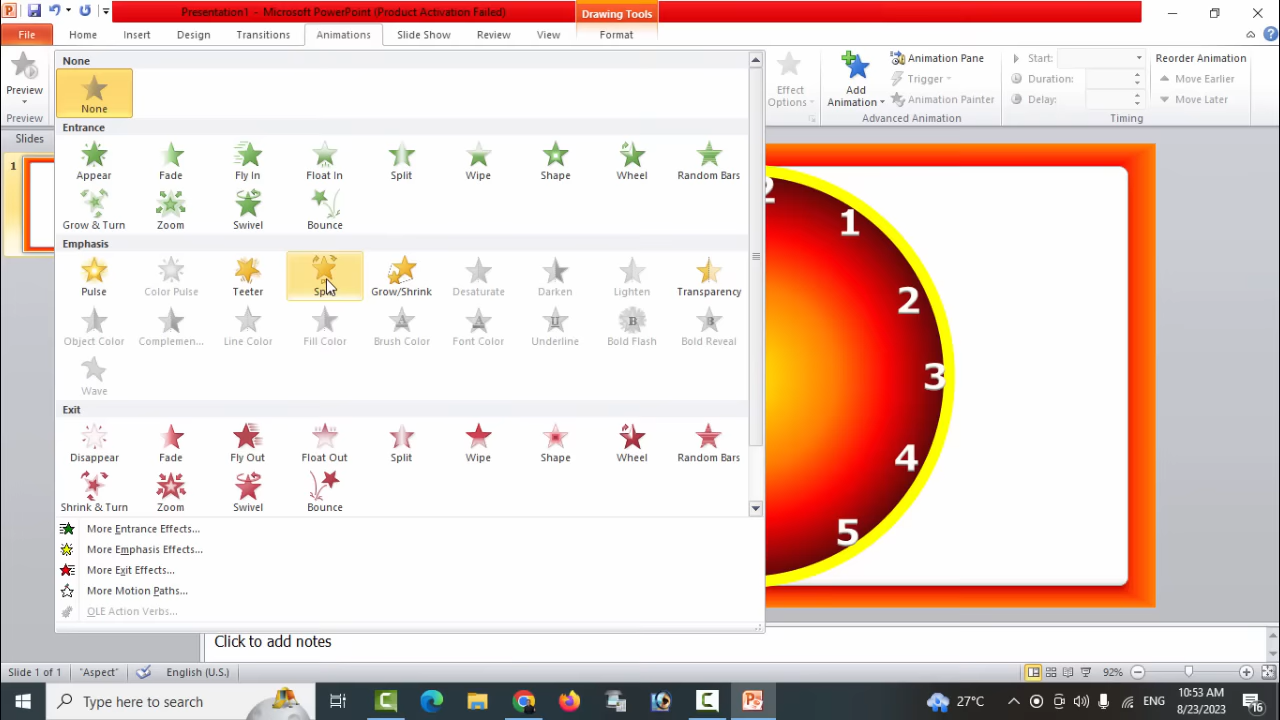 Presentation1 - Microsoft PowerPoint (Product Activation Failed)
Drawing Tools
File Home Insert Design Transitions Animations Slide Show Review View Format
None
Preview
None
Effect Options
Add Animation
Animation Pane
Trigger
Animation Painter
Start:
Duration:
Delay:
Reorder Animation
Move Earlier
Move Later
Preview
Advanced Animation
Timing
Slides
1
Entrance
Appear Fade Fly In Float In Split Wipe Shape Wheel Random Bars
Grow & Turn Zoom Swivel Bounce
Emphasis
Pulse Color Pulse Teeter Grow/Shrink Desaturate Darken Lighten Transparency
Object Color Complemen... Line Color Fill Color Brush Color Font Color Underline Bold Flash Bold Reveal
Wave
Exit
Disappear Fade Fly Out Float Out Split Wipe Shape Wheel Random Bars
Shrink & Turn Zoom Swivel Bounce
More Entrance Effects...
More Emphasis Effects...
More Exit Effects...
More Motion Paths...
OLE Action Verbs...
2
1
2
3
4
5
Click to add notes
Slide 1 of 1 "Aspect" English (U.S.) 92%
Type here to search
27°C ENG
10:53 AM
8/23/2023
16